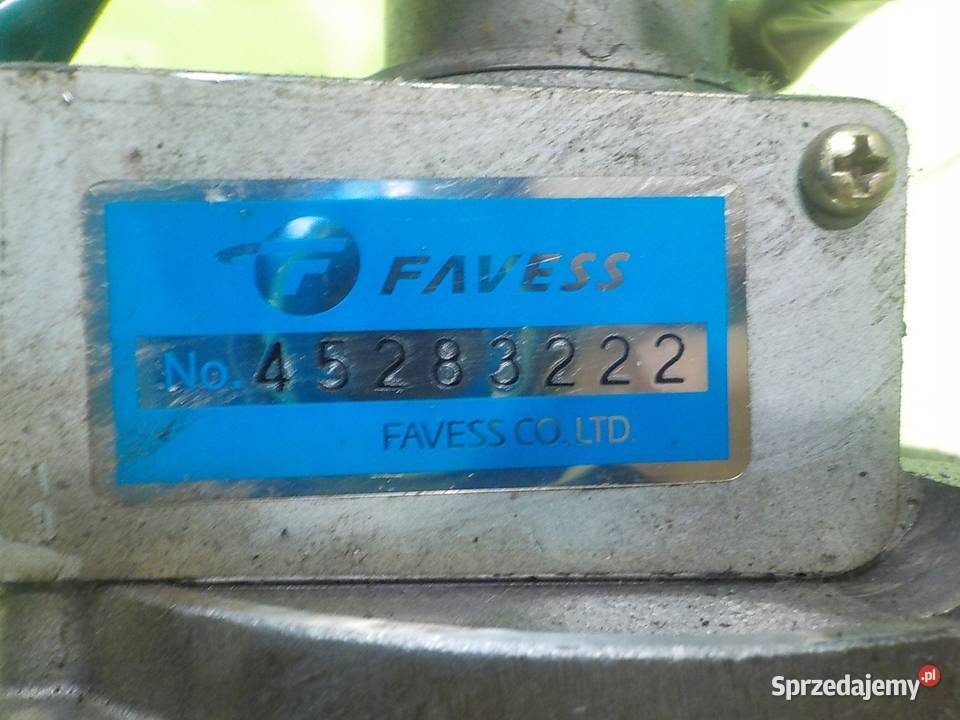 F FAVESS
No. 45283222
FAVESS CO.,LTD.
Sprzedajemy.pl